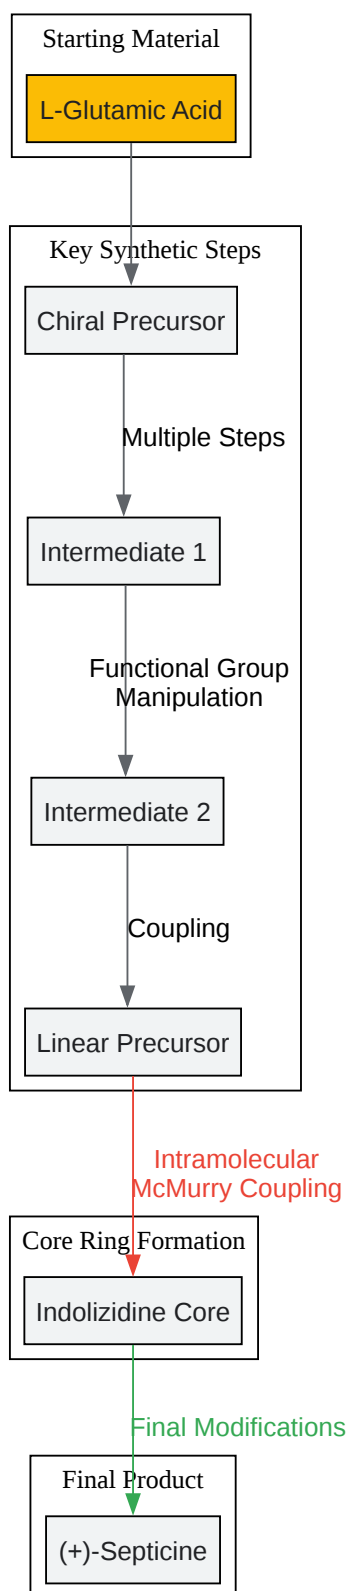 Starting Material
L-Glutamic Acid
Key Synthetic Steps
Chiral Precursor
Multiple Steps
Intermediate 1
Functional Group
Manipulation
Intermediate 2
Coupling
Linear Precursor
Intramolecular
McMurry Coupling
Core Ring Formation
Indolizidine Core
Final Modifications
Final Product
(+)-Septicine